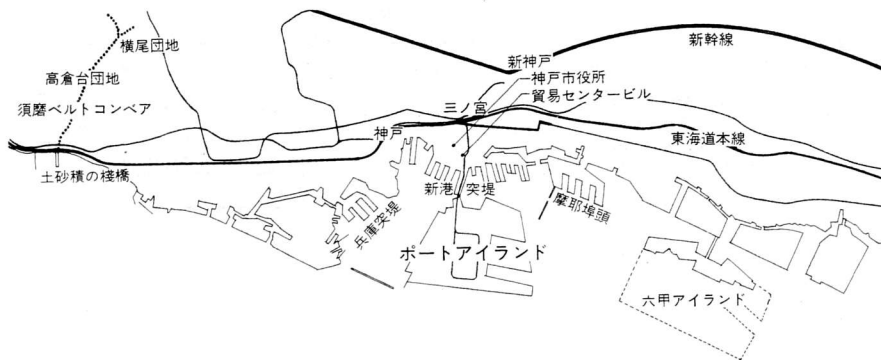 横尾団地
高倉台団地
須磨ベルトコンベア
土砂積の棧橋
神戸
兵庫突堤
新神戸
神戸市役所
貿易センタービル
三ノ宮
新幹線
東海道本線
新港突堤
摩耶埠頭
ポートアイランド
六甲アイランド